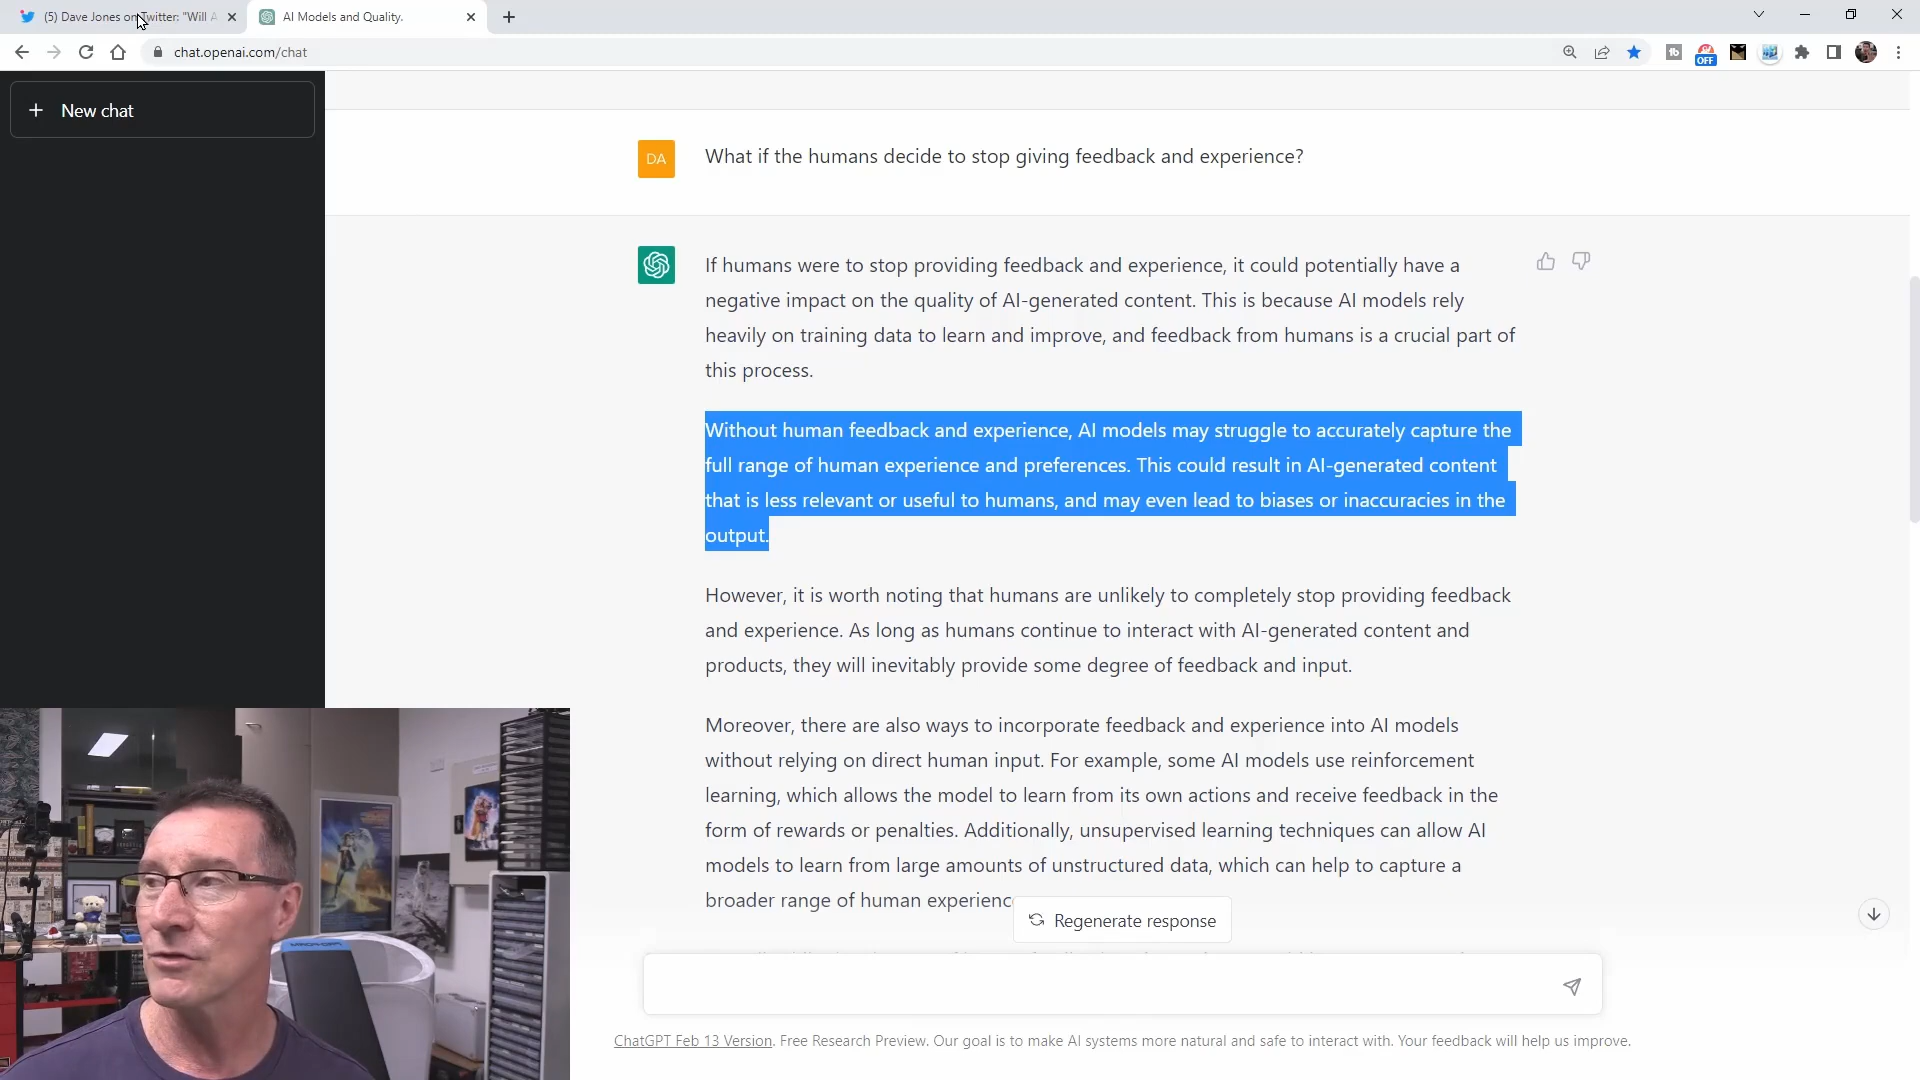 (5) Dave Jones on Twitter: "Will A
AI Models and Quality.
chat.openai.com/chat
OFF
New chat
DA
What if the humans decide to stop giving feedback and experience?
If humans were to stop providing feedback and experience, it could potentially have a
negative impact on the quality of AI-generated content. This is because AI models rely
heavily on training data to learn and improve, and feedback from humans is a crucial part of
this process.
Without human feedback and experience, AI models may struggle to accurately capture the
full range of human experience and preferences. This could result in AI-generated content
that is less relevant or useful to humans, and may even lead to biases or inaccuracies in the
output.
However, it is worth noting that humans are unlikely to completely stop providing feedback
and experience. As long as humans continue to interact with AI-generated content and
products, they will inevitably provide some degree of feedback and input.
Moreover, there are also ways to incorporate feedback and experience into AI models
without relying on direct human input. For example, some AI models use reinforcement
learning, which allows the model to learn from its own actions and receive feedback in the
form of rewards or penalties. Additionally, unsupervised learning techniques can allow AI
models to learn from large amounts of unstructured data, which can help to capture a
broader range of human experienc
Regenerate response
ChatGPT Feb 13 Version. Free Research Preview. Our goal is to make AI systems more natural and safe to interact with. Your feedback will help us improve.